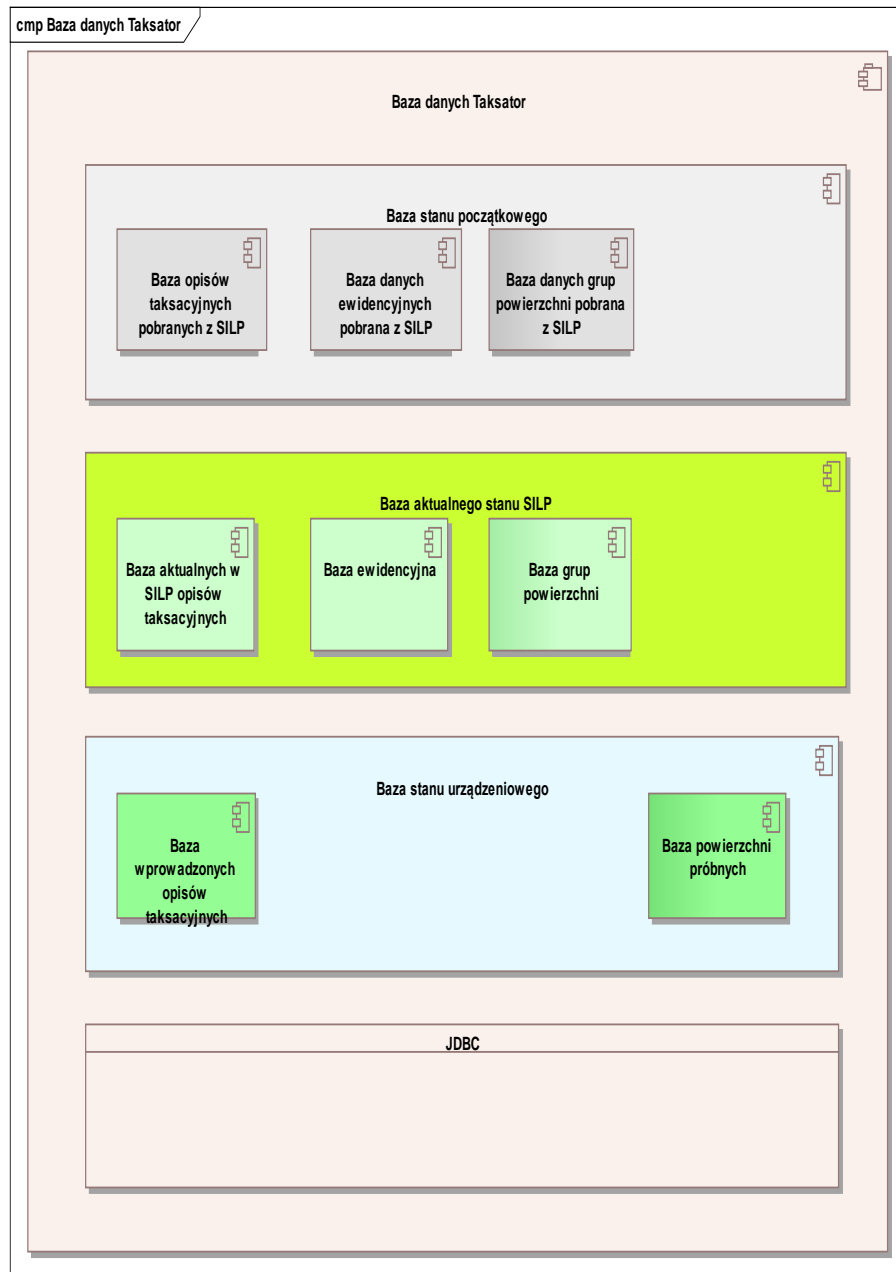 cmp Baza danych Taksator
Baza danych Taksator
Baza stanu początkowego
Baza opisów
taksacyjnych
pobranych z SILP
Baza danych
ewidencyjnych
pobrana z SILP
Baza danych grup
powierzchni pobrana
z SILP
Baza aktualnego stanu SILP
Baza aktualnych w
SILP opisów
taksacyjnych
Baza ewidencyjna
Baza grup
powierzchni
Baza stanu urządzeniowego
Baza
wprowadzonych
opisów
taksacyjnych
Baza powierzchni
próbnych
JDBC